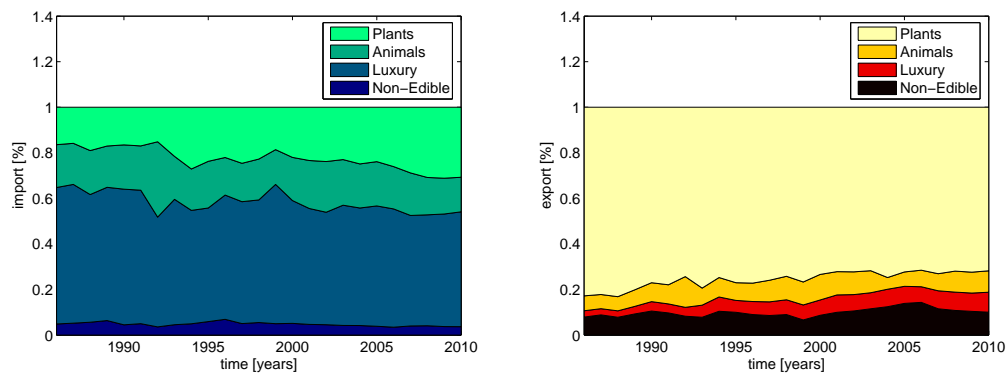 1.4
1.2
1
0.8
0.6
0.4
0.2
0
import [%]
1990
1995
2000
2005
2010
time [years]
Plants
Animals
Luxury
Non-Edible
1.4
1.2
1
0.8
0.6
0.4
0.2
0
export [%]
1990
1995
2000
2005
2010
time [years]
Plants
Animals
Luxury
Non-Edible